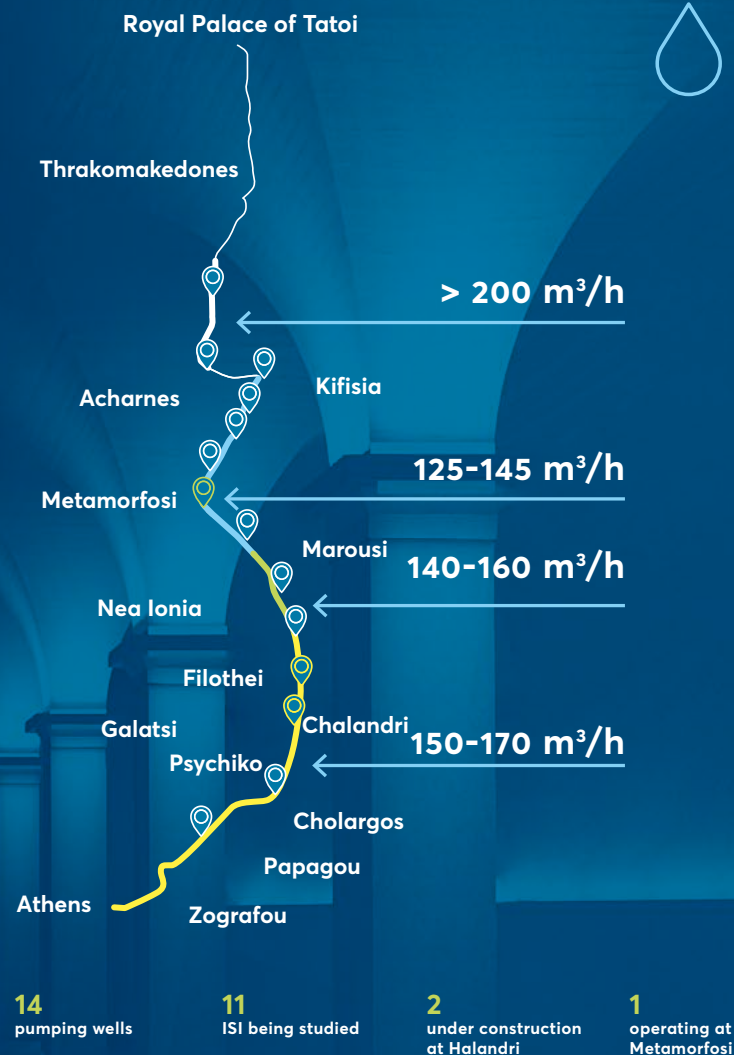 Royal Palace of Tatoi
Thrakomakedones
> 200 m³/h
Kifisia
Acharnes
125-145 m³/h
Metamorfosi
Marousi
140-160 m³/h
Nea Ionia
Filothei
Chalandri
Galatsi
150-170 m³/h
Psychiko
Cholargos
Papagou
Athens
Zografou
14
pumping wells
11
ISI being studied
2
under construction
at Halandri
1
operating at
Metamorfosi